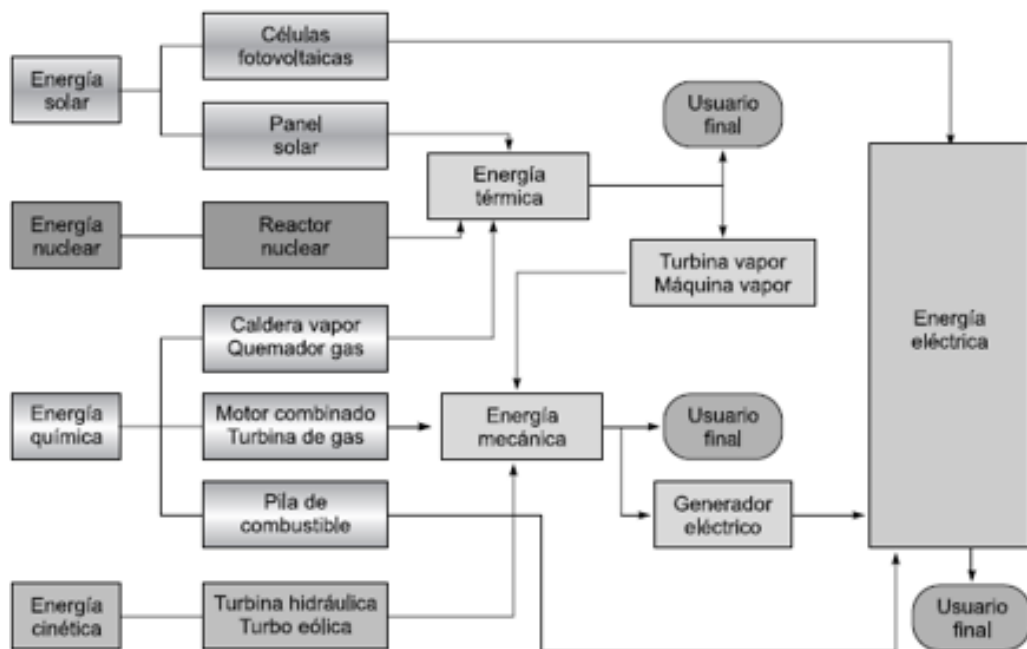 Células
fotovoltaicas
Energía
solar
Panel
solar
Usuario
final
Energía
térmica
Energía
nuclear
Reactor
nuclear
Turbina vapor
Máquina vapor
Energía
eléctrica
Caldera vapor
Quemador gas
Energía
química
Motor combinado
Turbina de gas
Energía
mecánica
Usuario
final
Pila de
combustible
Generador
eléctrico
Energía
cinética
Turbina hidráulica
Turbo eólica
Usuario
final